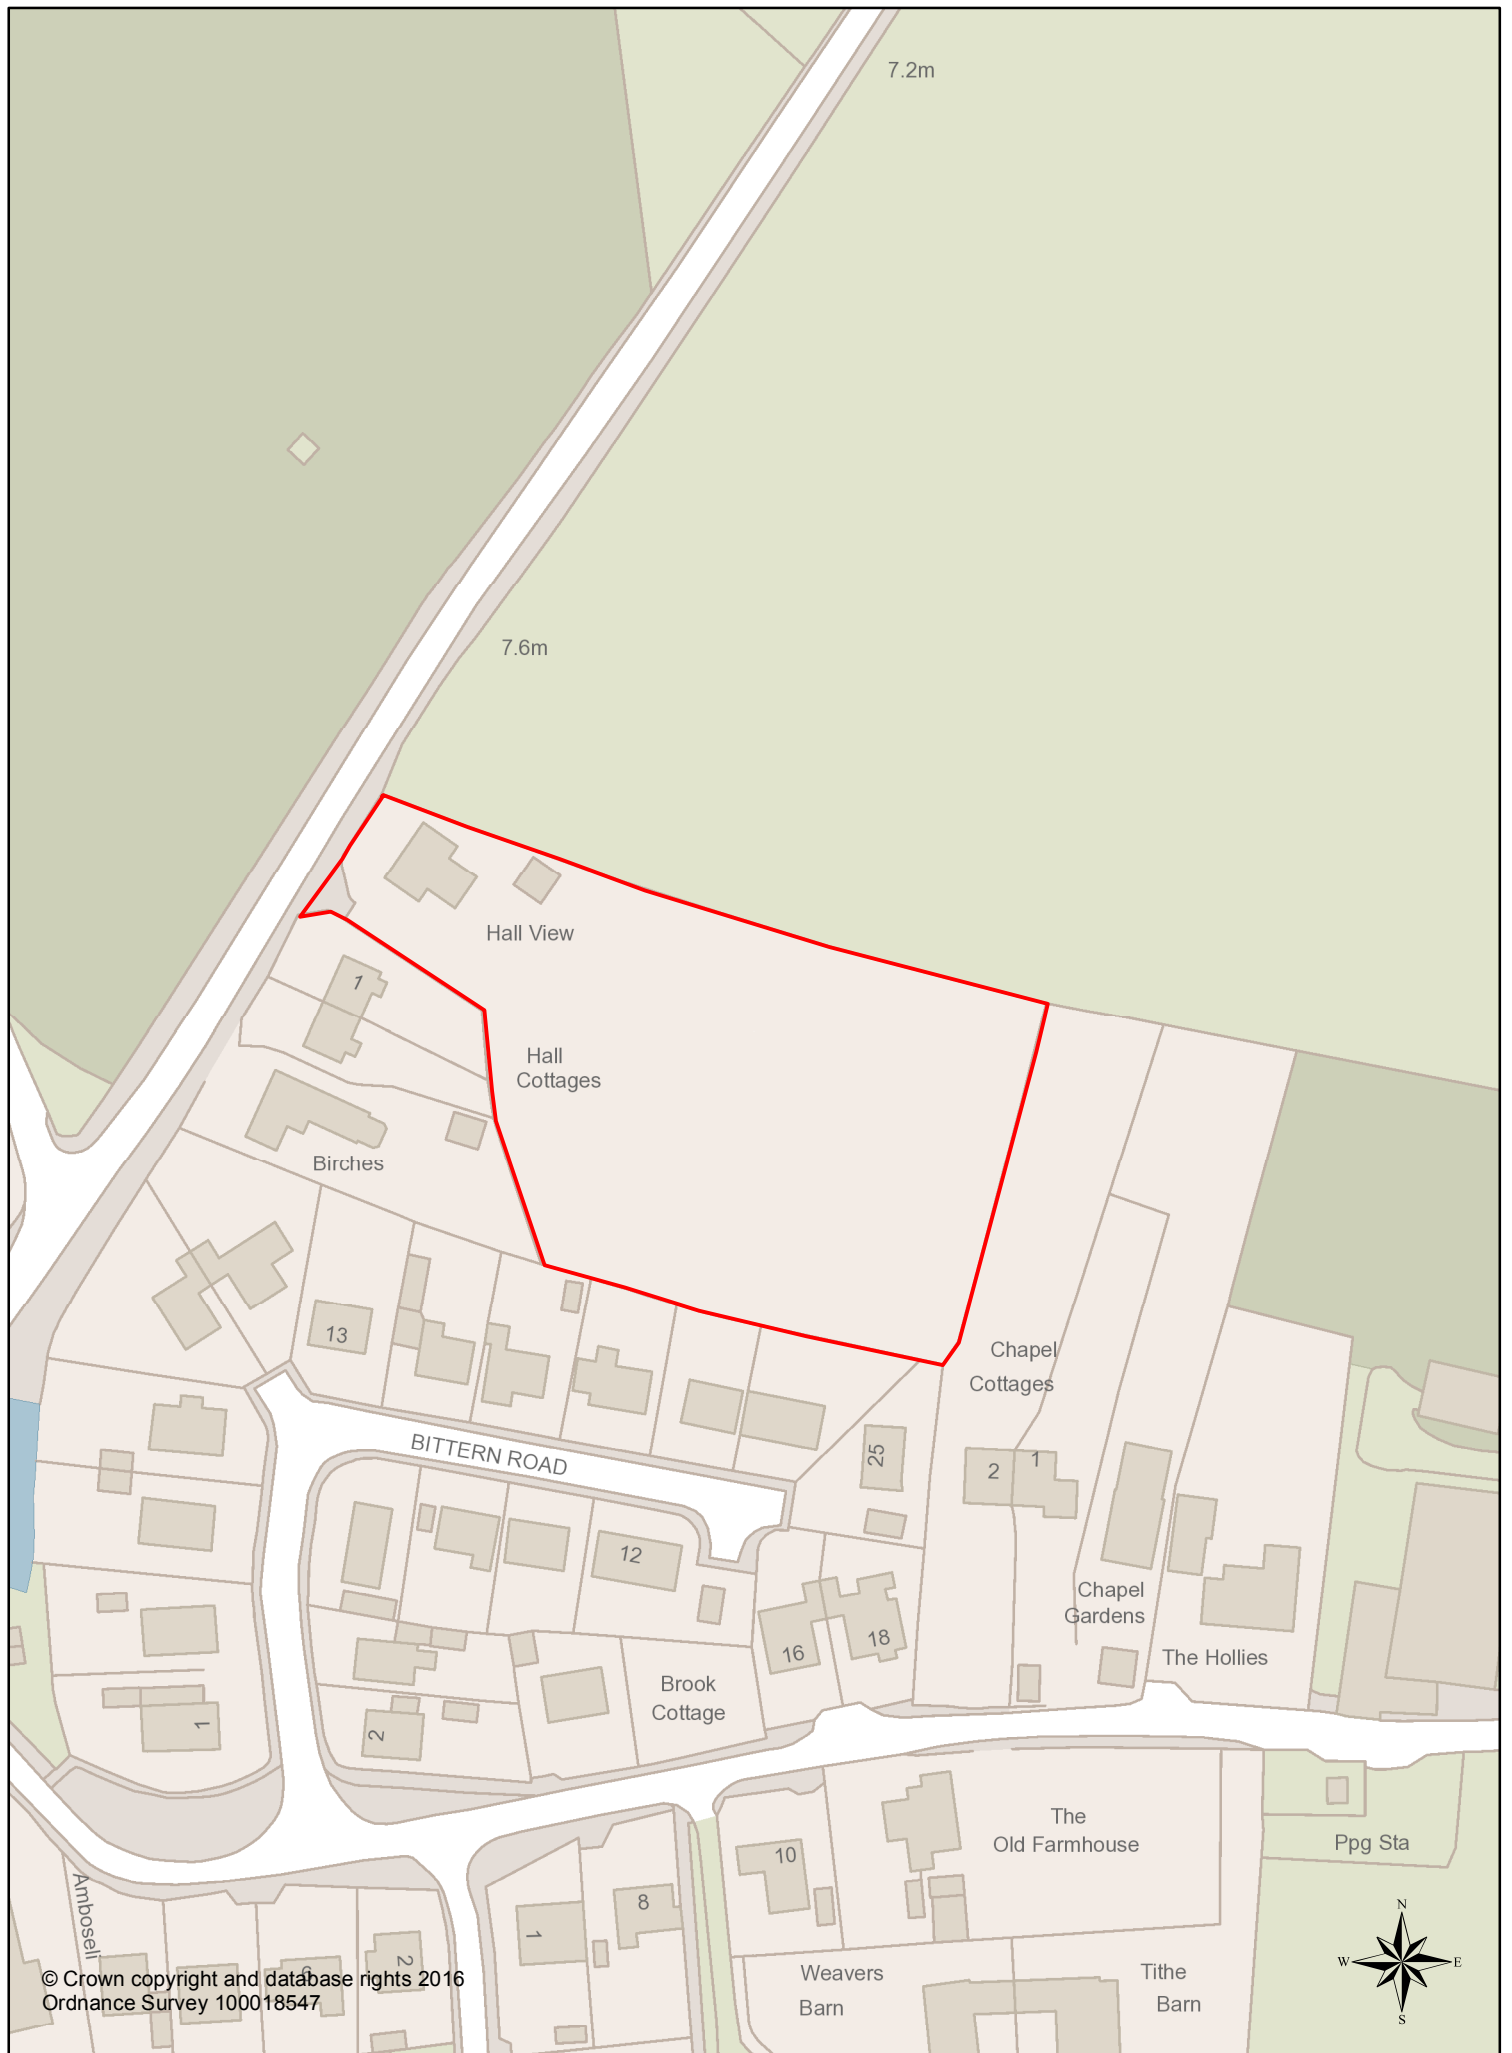 7.2m
7.6m
Hall View
1
Hall
Cottages
Birches
13
Chapel
Cottages
BITTERN ROAD
25
2
1
12
Chapel
Gardens
16
18
The Hollies
Brook
Cottage
1
2
The
Old Farmhouse
Ppg Sta
10
8
1
Amboseli
2
6
N
W
E
S
Weavers
Barn
Tithe
Barn
© Crown copyright and database rights 2016
Ordnance Survey 100018547